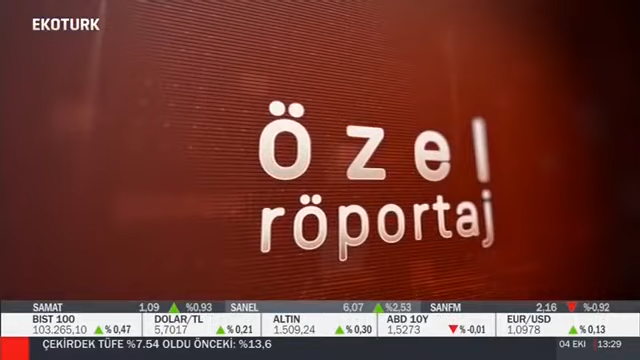 EKOTURK
özel
röportaj
SAMAT 1,09 %0,93 SANEL 6,07 %2,53 SANFM 2,16 %-0,92
BIST 100 DOLAR/TL ALTIN ABD 10Y EUR/USD
103.265,10 % 0,47 5,7017 % 0,21 1.509,24 % 0,30 1,5273 % -0,01 1,0978 % 0,13
ÇEKİRDEK TÜFE %7.54 OLDU ÖNCEKİ: %13,6 04 EKİ 13:29